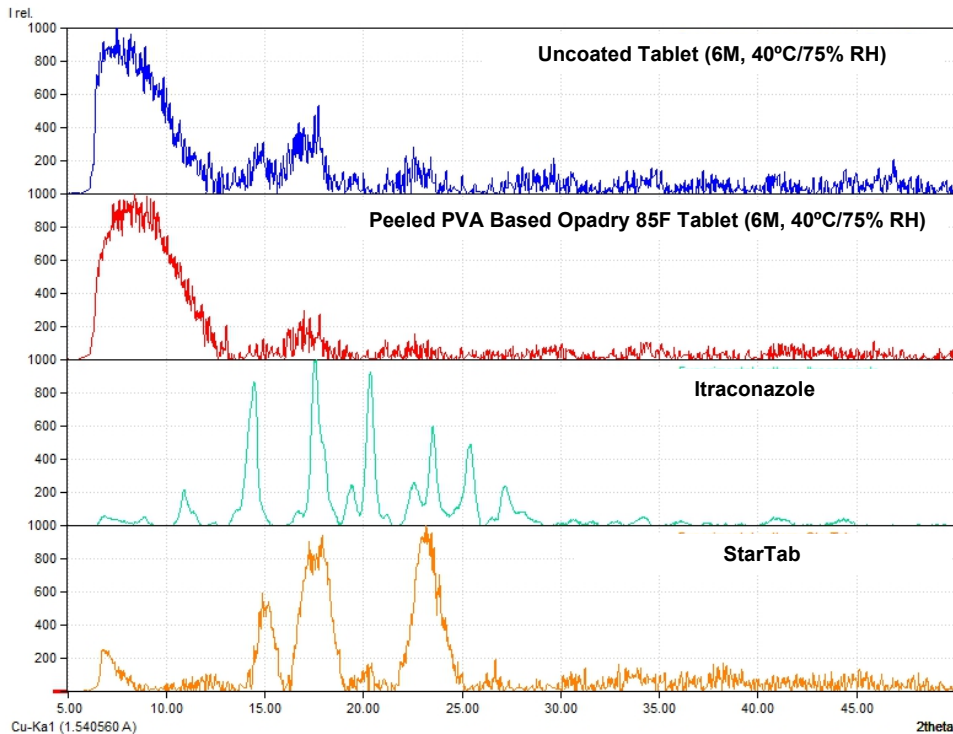 I rel.
1000
800
600
400
200
Uncoated Tablet (6M, 40ºC/75% RH)
1000
800
600
400
200
Peeled PVA Based Opadry 85F Tablet (6M, 40ºC/75% RH)
1000
800
600
400
200
Itraconazole
1000
800
600
400
200
StarTab
5.00 10.00 15.00 20.00 25.00 30.00 35.00 40.00 45.00
Cu-Ka1 (1.540560 A) 2theta